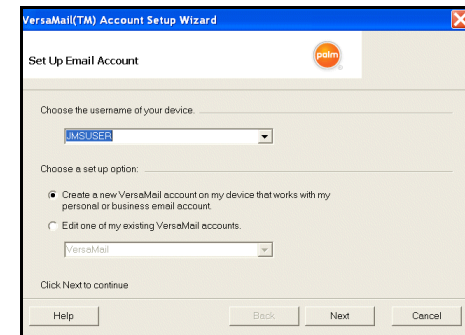 VersaMail(TM) Account Setup Wizard
Set Up Email Account
palm
Choose the username of your device.
JMSUSER
Choose a set up option:
Create a new VersaMail account on my device that works with my
personal or business email account.
Edit one of my existing VersaMail accounts.
VersaMail
Click Next to continue
Help
Back
Next
Cancel